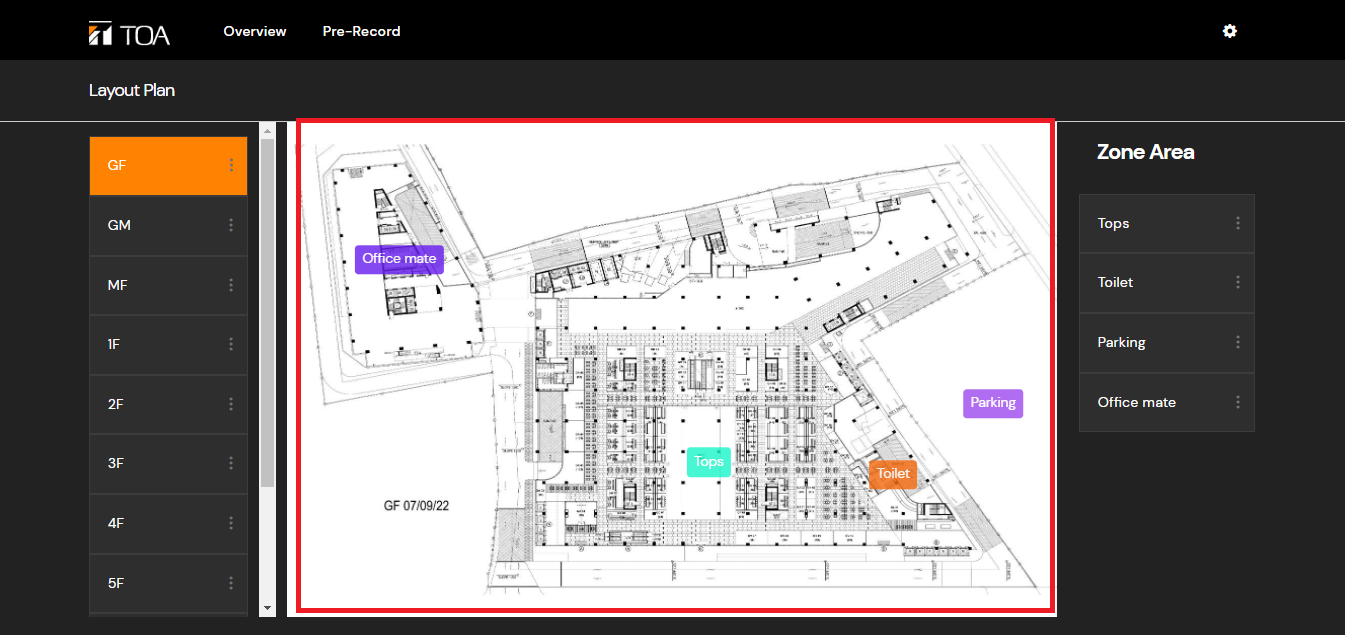 TOA
Overview
Pre-Record
Layout Plan
GF
GM
MF
1F
2F
3F
4F
5F
Office mate
Parking
Tops
Toilet
GF 07/09/22
Zone Area
Tops
Toilet
Parking
Office mate